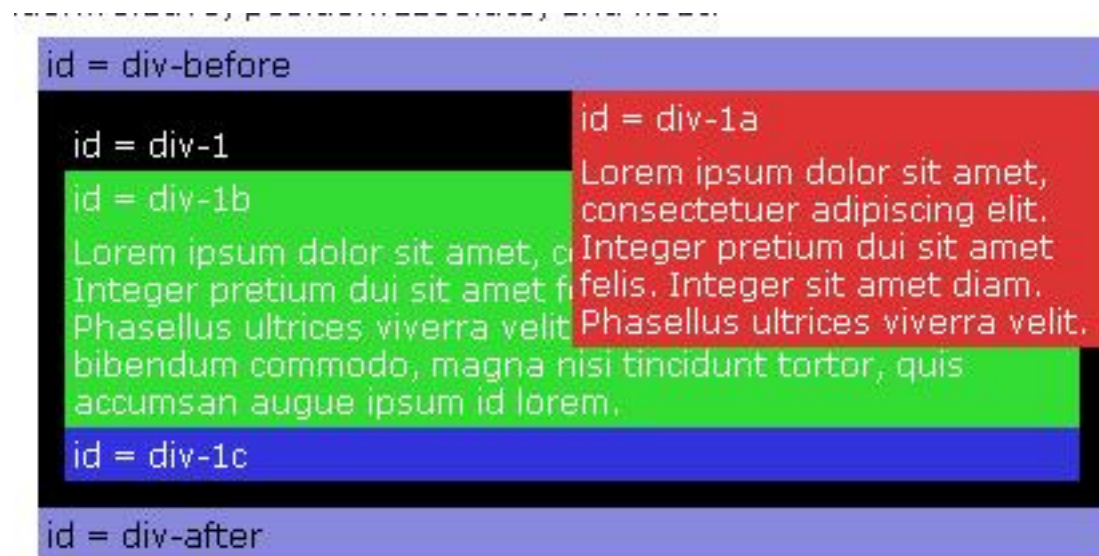 id = div-before
id = div-1
id = div-1a
Lorem ipsum dolor sit amet,
consectetuer adipiscing elit.
Integer pretium dui sit amet
felis. Integer sit amet diam.
Phasellus ultrices viverra velit.
id = div-1b
Lorem ipsum dolor sit amet,
Integer pretium dui sit amet
Phasellus ultrices viverra velit
bibendum commodo, magna nisi tincidunt tortor, quis
accumsan augue ipsum id lorem.
id = div-1c
id = div-after